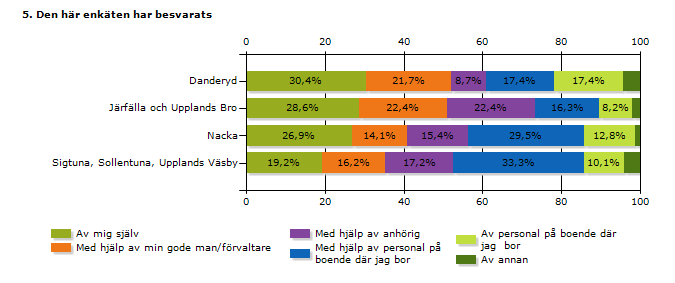 5. Den här enkäten har besvarats
0 20 40 60 80 100
Danderyd 30,4% 21,7% 8,7% 17,4% 17,4%
Järfälla och Upplands Bro 28,6% 22,4% 22,4% 16,3% 8,2%
Nacka 26,9% 14,1% 15,4% 29,5% 12,8%
Sigtuna, Sollentuna, Upplands Väsby 19,2% 16,2% 17,2% 33,3% 10,1%
0 20 40 60 80 100
Av mig själv
Med hjälp av min gode man/förvaltare
Med hjälp av anhörig
Med hjälp av personal på
boende där jag bor
Av personal på boende där
jag bor
Av annan